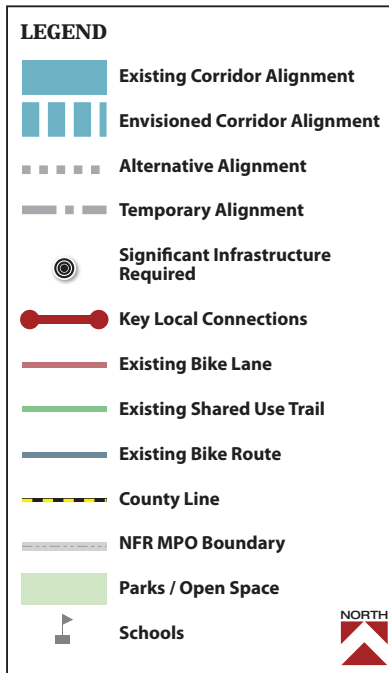 LEGEND
Existing Corridor Alignment
Envisioned Corridor Alignment
Alternative Alignment
Temporary Alignment
Significant Infrastructure
Required
Key Local Connections
Existing Bike Lane
Existing Shared Use Trail
Existing Bike Route
County Line
NFR MPO Boundary
Parks / Open Space
Schools
NORTH